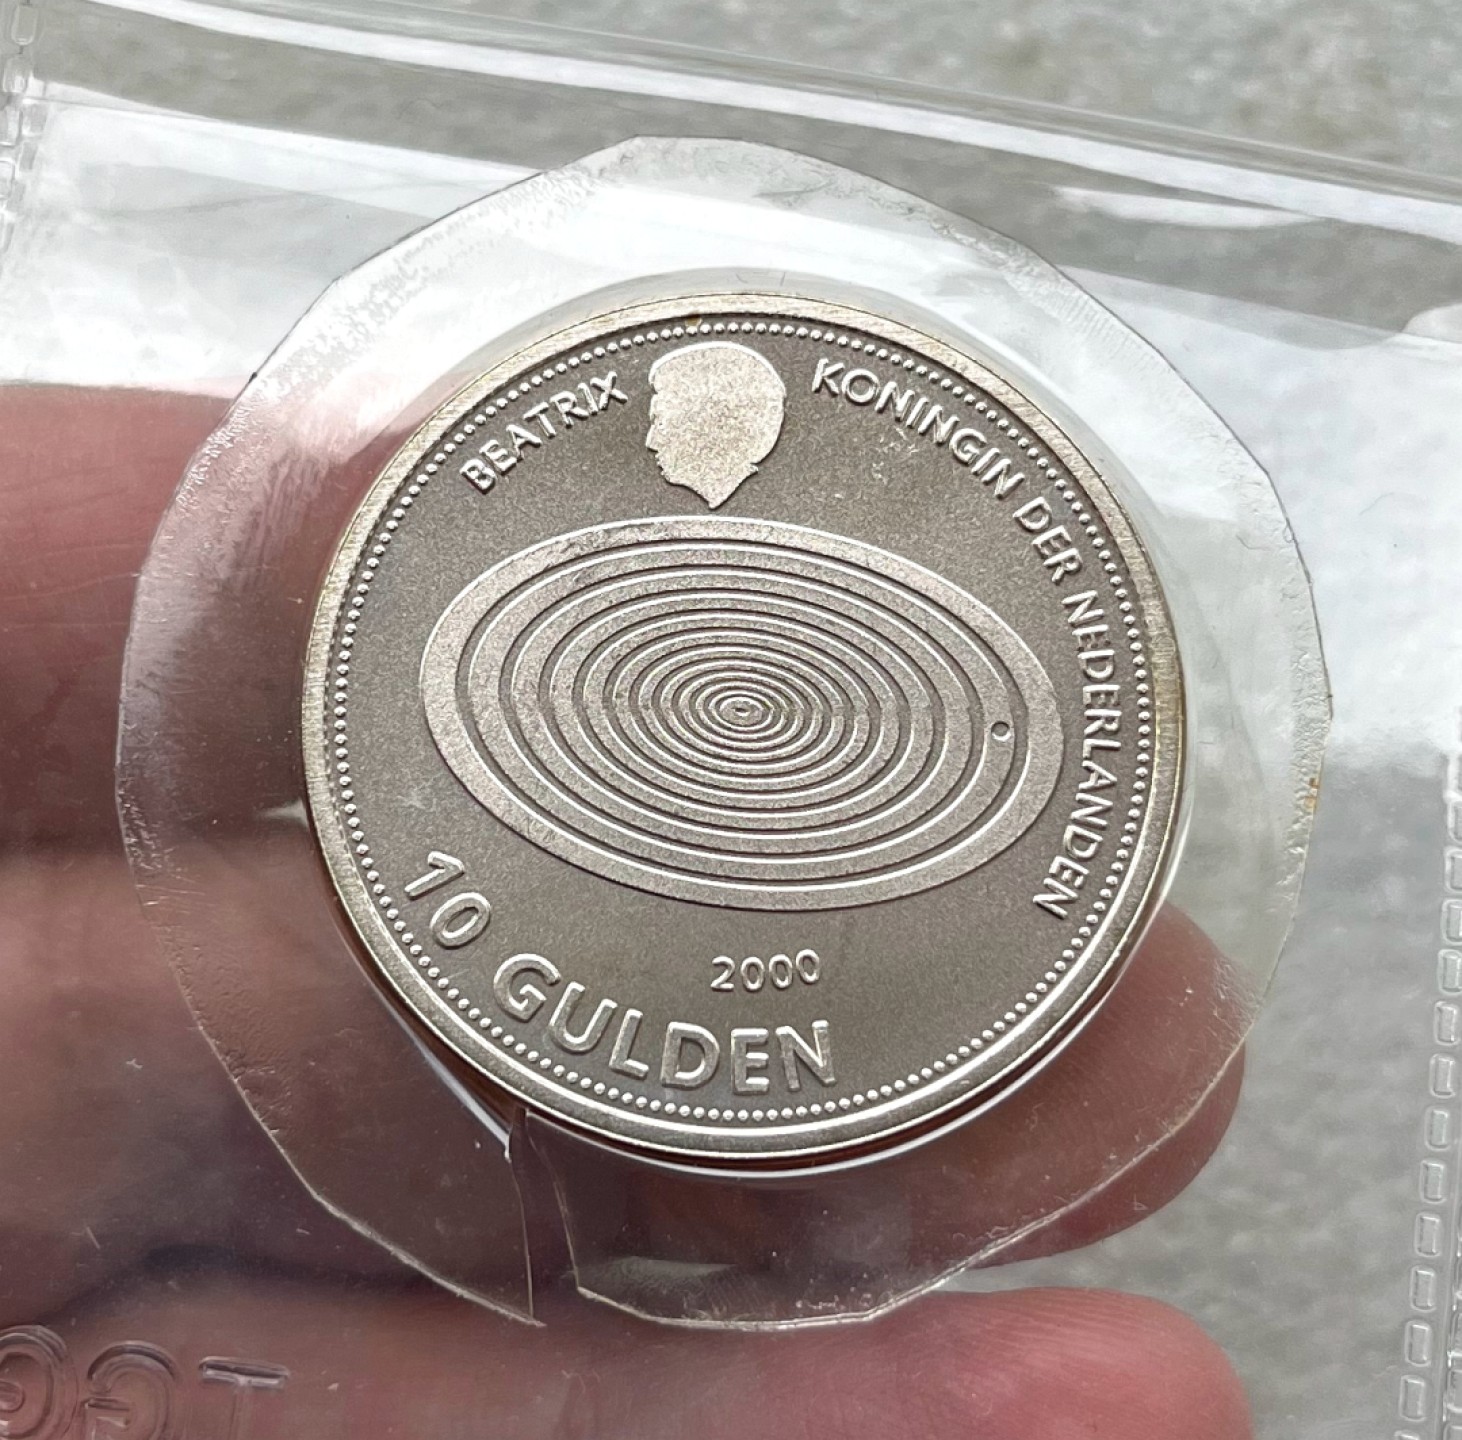 BEATRIX KONINGIN DER NEDERLANDEN
2000
10 GULDEN